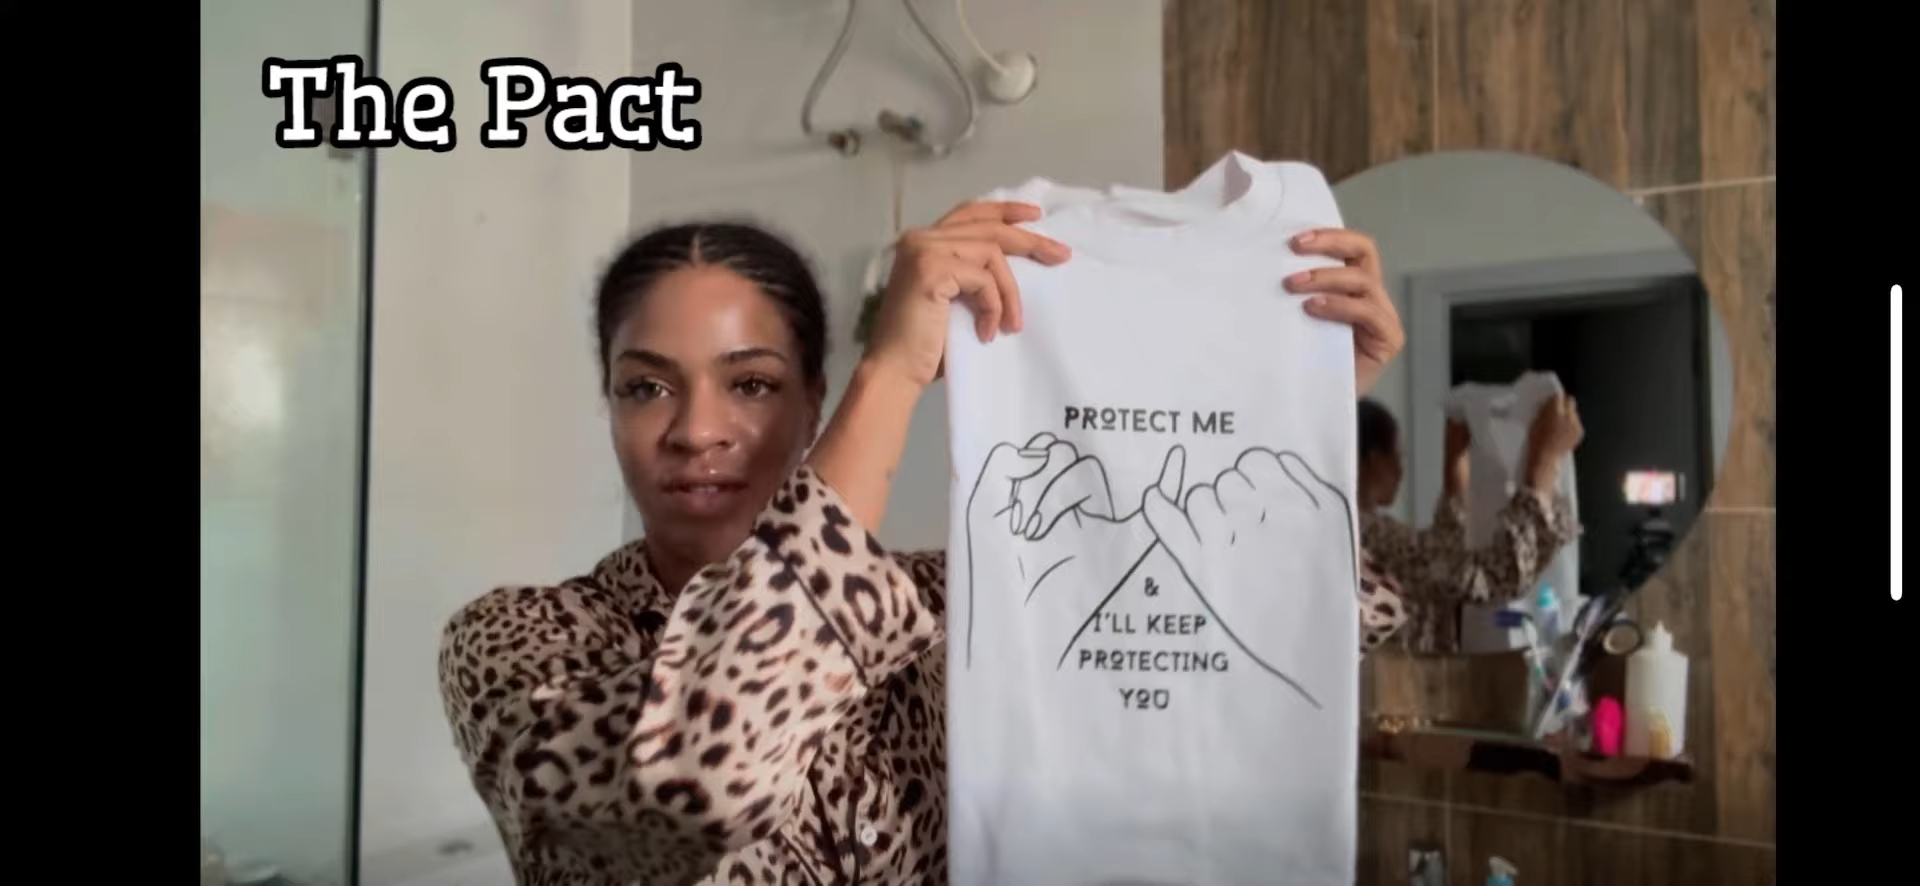 The Pact
PROTECT ME
&
I'LL KEEP
PROTECTING
YOU